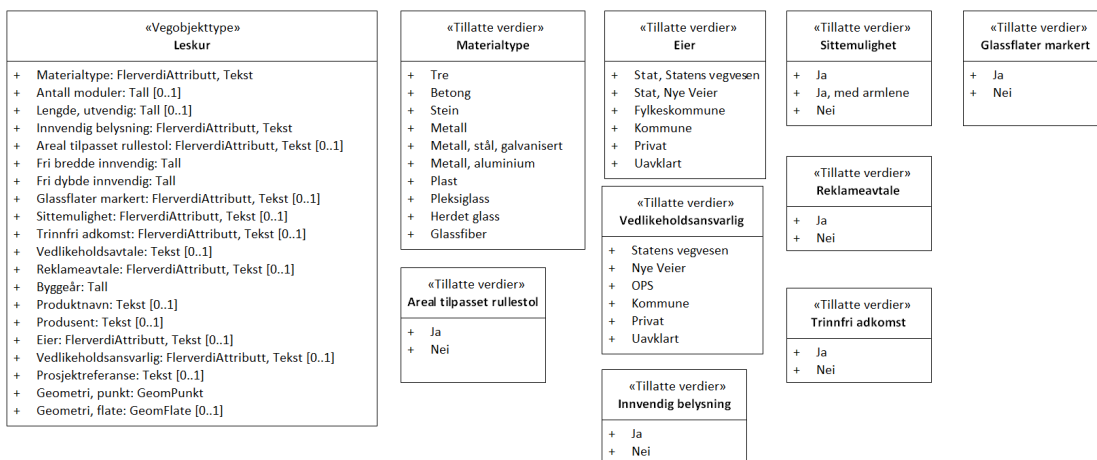 «Vegobjekttype»
Leskur
+ Materialtype: FlerverdiAttributt, Tekst
+ Antall moduler: Tall [0..1]
+ Lengde, utvendig: Tall [0..1]
+ Innvendig belysning: FlerverdiAttributt, Tekst
+ Areal tilpasset rullestol: FlerverdiAttributt, Tekst [0..1]
+ Fri bredde innvendig: Tall
+ Fri dybde innvendig: Tall
+ Glassflater markert: FlerverdiAttributt, Tekst [0..1]
+ Sittemulighet: FlerverdiAttributt, Tekst [0..1]
+ Trinnfri adkomst: FlerverdiAttributt, Tekst [0..1]
+ Vedlikeholdsavtale: Tekst [0..1]
+ Reklameavtale: FlerverdiAttributt, Tekst [0..1]
+ Byggeår: Tall
+ Produktnavn: Tekst [0..1]
+ Produsent: Tekst [0..1]
+ Eier: FlerverdiAttributt, Tekst [0..1]
+ Vedlikeholdsansvarlig: FlerverdiAttributt, Tekst [0..1]
+ Prosjektreferanse: Tekst [0..1]
+ Geometri, punkt: GeomPunkt
+ Geometri, flate: GeomFlate [0..1]
«Tillatte verdier»
Materialtype
+ Tre
+ Betong
+ Stein
+ Metall
+ Metall, stål, galvanisert
+ Metall, aluminium
+ Plast
+ Pleksiglass
+ Herdet glass
+ Glassfiber
«Tillatte verdier»
Areal tilpasset rullestol
+ Ja
+ Nei
«Tillatte verdier»
Eier
+ Stat, Statens vegvesen
+ Stat, Nye Veier
+ Fylkeskommune
+ Kommune
+ Privat
+ Uavklart
«Tillatte verdier»
Vedlikeholdsansvarlig
+ Statens vegvesen
+ Nye Veier
+ OPS
+ Kommune
+ Privat
+ Uavklart
«Tillatte verdier»
Innvendig belysning
+ Ja
+ Nei
«Tillatte verdier»
Sittemulighet
+ Ja
+ Ja, med armlene
+ Nei
«Tillatte verdier»
Reklameavtale
+ Ja
+ Nei
«Tillatte verdier»
Trinnfri adkomst
+ Ja
+ Nei
«Tillatte verdier»
Glassflater markert
+ Ja
+ Nei